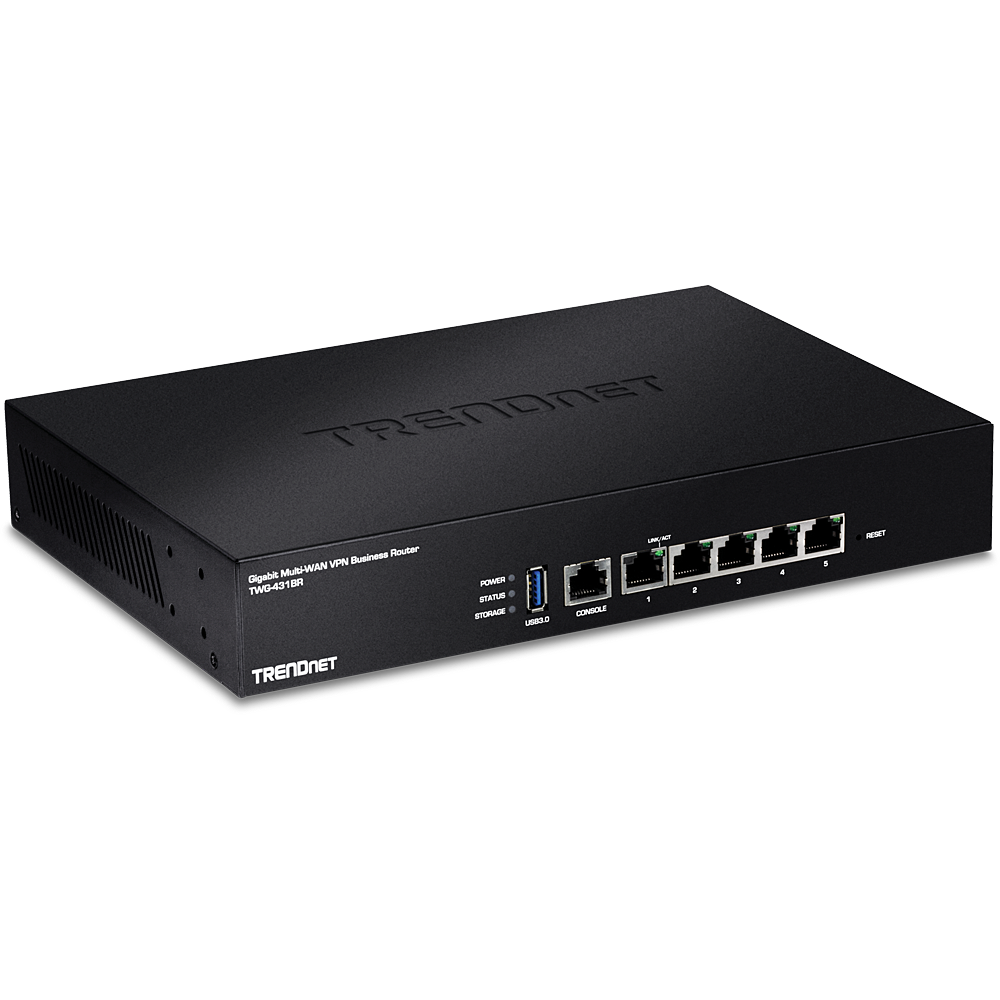 TRENDNET
Gigabit Multi-WAN VPN Business Router
TWG-431BR
TRENDNET
POWER
STATUS
STORAGE
USB3.0
CONSOLE
LINK/ACT
1 2 3 4 5
RESET